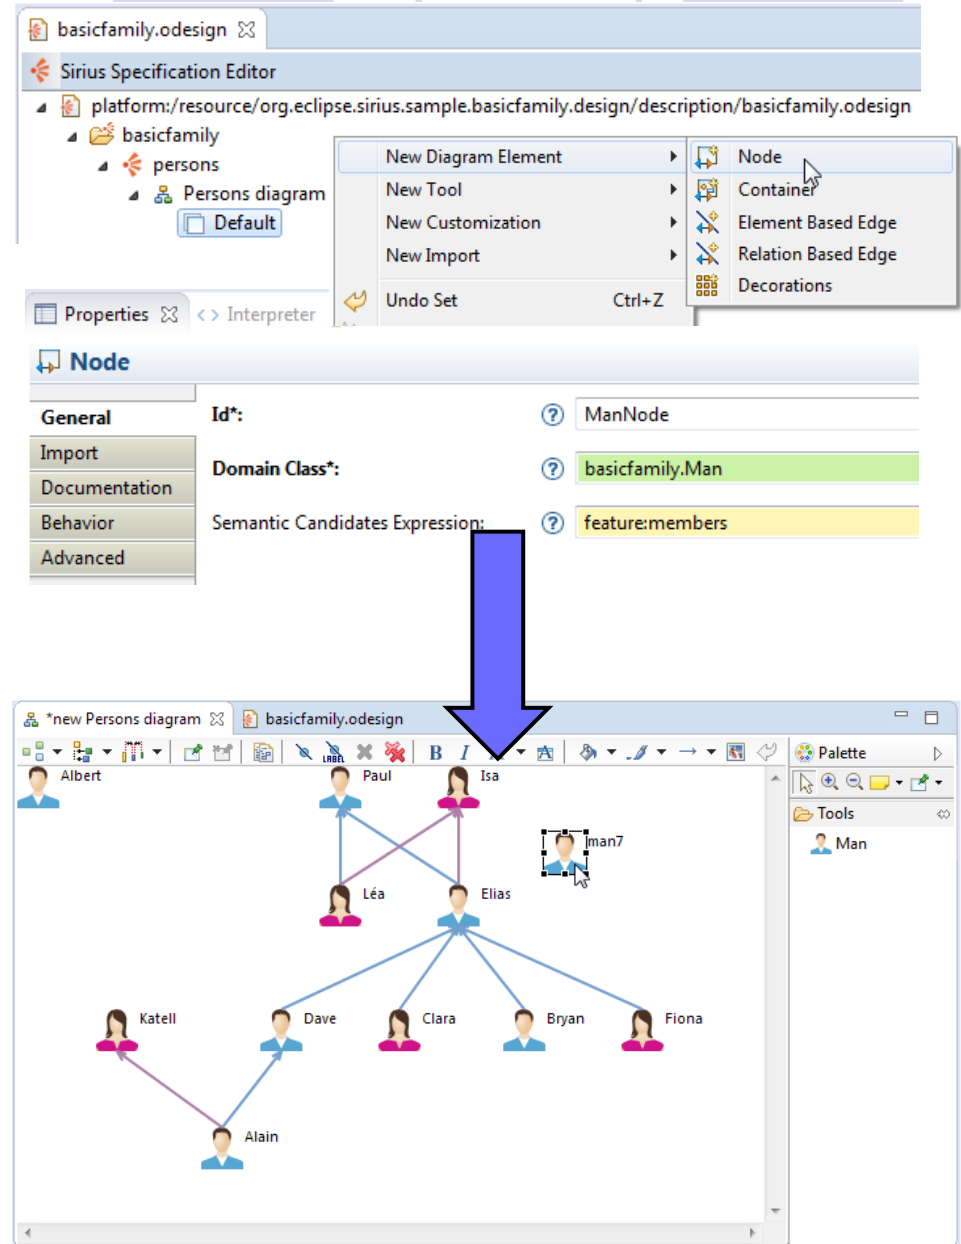 basicfamily.odesign
Sirius Specification Editor
platform:/resource/org.eclipse.sirius.sample.basicfamily.design/description/basicfamily.odesign
basicfamily
persons
Persons diagram
Default
New Diagram Element
New Tool
New Customization
New Import
Undo Set Ctrl+Z
Node
Container
Element Based Edge
Relation Based Edge
Decorations
Properties Interpreter
Node
General
Import
Documentation
Behavior
Advanced
Id*: ManNode
Domain Class*: basicfamily.Man
Semantic Candidates Expression: feature:members
*new Persons diagram basicfamily.odesign
LABEL B I
Palette
Tools
Man
Albert Paul Isa
man7
Léa Elias
Katell Dave Clara Bryan Fiona
Alain